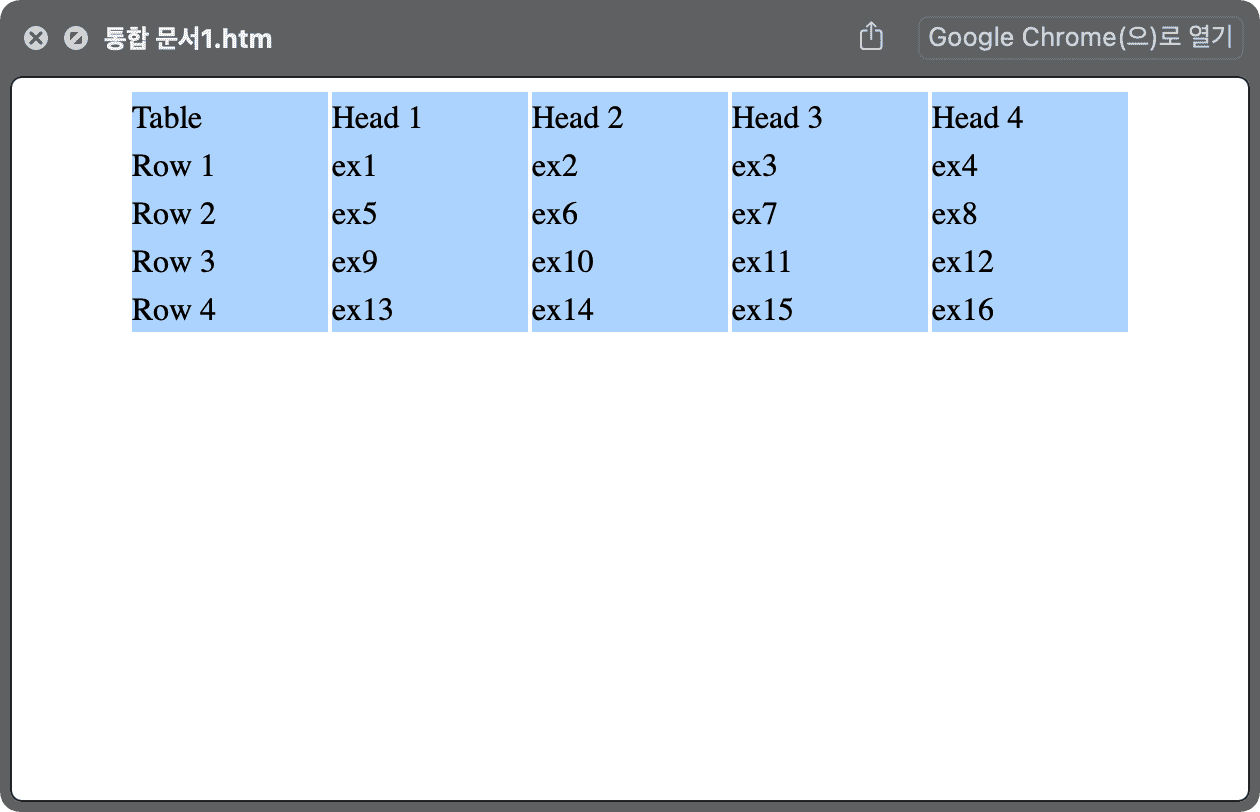 통합 문서1.htm
Google Chrome(으)로 열기
Table Head 1 Head 2 Head 3 Head 4
Row 1 ex1 ex2 ex3 ex4
Row 2 ex5 ex6 ex7 ex8
Row 3 ex9 ex10 ex11 ex12
Row 4 ex13 ex14 ex15 ex16